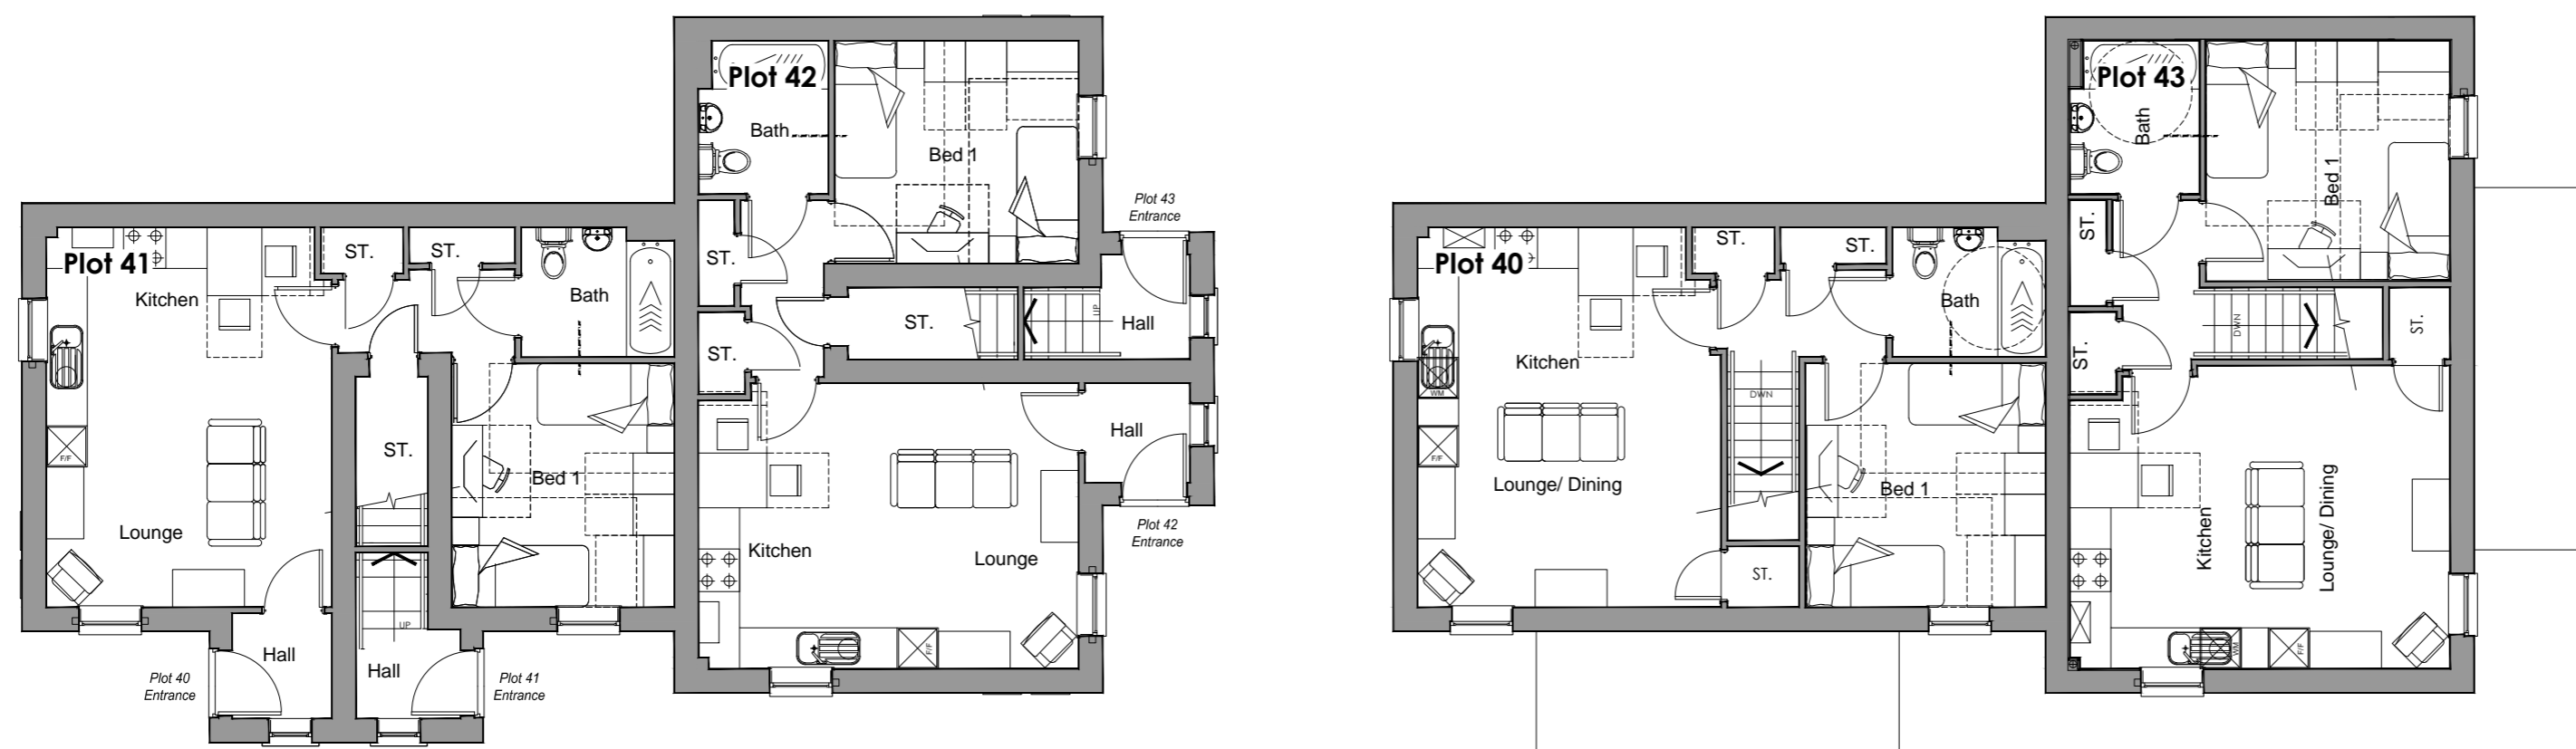 Plot 42
Bath
Bed 1
Plot 43
Entrance
Plot 41
Kitchen
ST.
ST.
Bath
ST.
ST.
UP
Hall
ST.
ST.
F/F
Bed 1
Hall
Lounge
Kitchen
Lounge
Plot 42
Entrance
UP
Hall
Hall
F/F
Plot 40
Entrance
Plot 41
Entrance
Plot 43
Bath
Bed 1
Plot 40
ST.
ST.
ST.
Bath
Kitchen
DWN
ST.
WM
DWN
ST.
F/F
Lounge/ Dining
Bed 1
Kitchen
Lounge/ Dining
ST.
WM
F/F